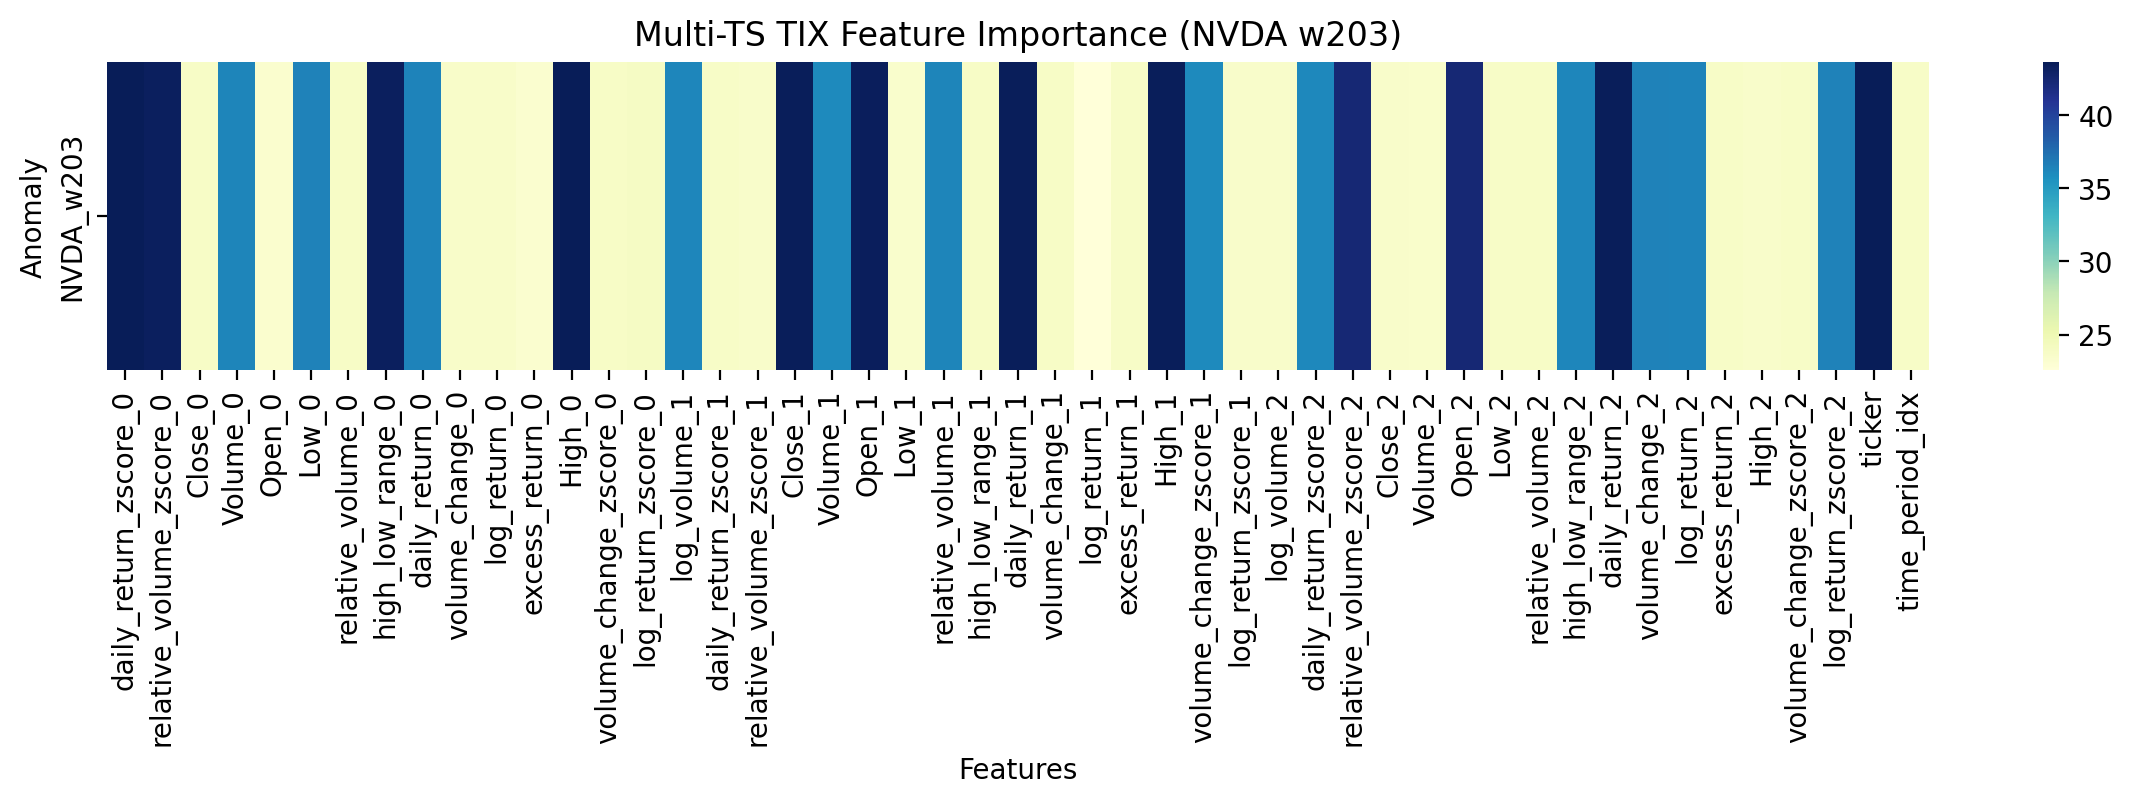 Multi-TS TIX Feature Importance (NVDA w203)
Anomaly
NVDA_w203
daily_return_zscore_0
relative_volume_zscore_0
Close_0
Volume_0
Open_0
Low_0
relative_volume_0
high_low_range_0
daily_return_0
volume_change_0
log_return_0
excess_return_0
High_0
volume_change_zscore_0
log_return_zscore_0
log_volume_1
daily_return_zscore_1
relative_volume_zscore_1
Close_1
Volume_1
Open_1
Low_1
relative_volume_1
high_low_range_1
daily_return_1
volume_change_1
log_return_1
excess_return_1
High_1
volume_change_zscore_1
log_return_zscore_1
log_volume_2
daily_return_zscore_2
relative_volume_zscore_2
Close_2
Volume_2
Open_2
Low_2
relative_volume_2
high_low_range_2
daily_return_2
volume_change_2
log_return_2
excess_return_2
High_2
volume_change_zscore_2
log_return_zscore_2
ticker
time_period_idx
Features
40
35
30
25